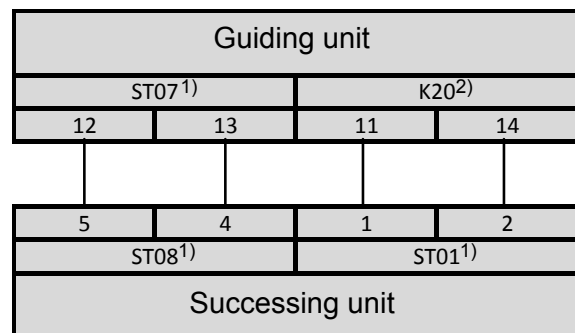 Guiding unit
ST07¹⁾ K20²⁾
12 13 11 14
5 4 1 2
ST08¹⁾ ST01¹⁾
Successing unit